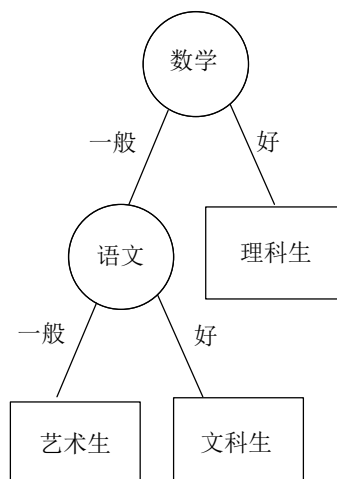 数学
一般
好
语文
理科生
一般
好
艺术生
文科生